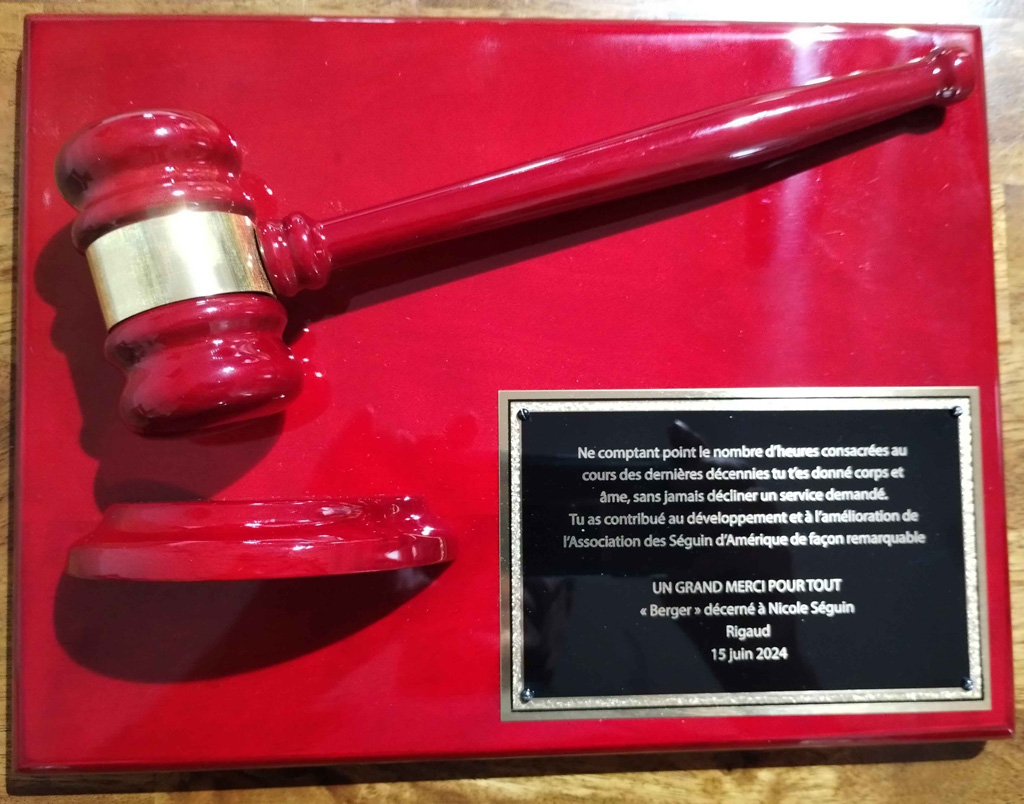 Ne comptant point le nombre d'heures consacrées au
cours des dernières décennies tu t'es donné corps et
âme, sans jamais décliner un service demandé.
Tu as contribué au développement et à l'amélioration de
l'Association des Séguin d'Amérique de façon remarquable
UN GRAND MERCI POUR TOUT
« Berger » décerné à Nicole Séguin
Rigaud
15 juin 2024